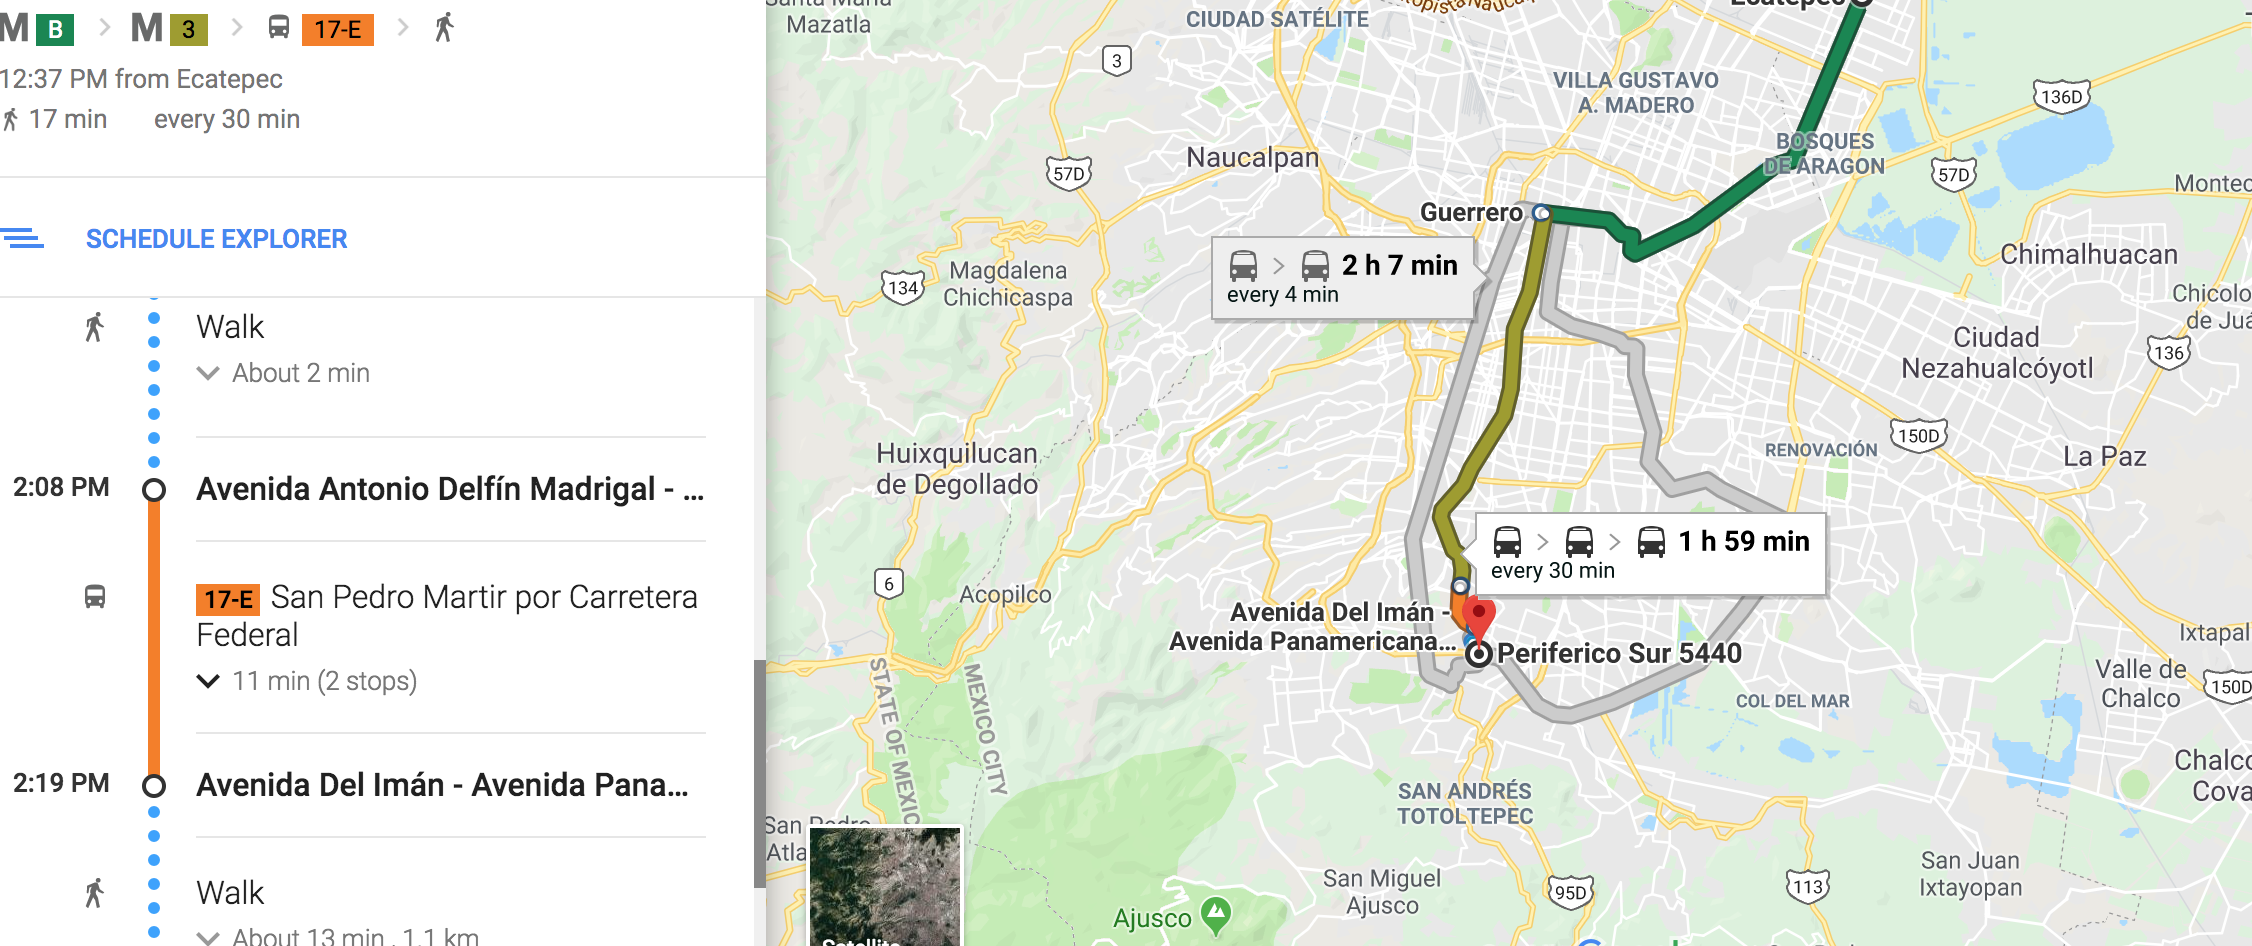 M B > M 3 > 17-E >
12:37 PM from Ecatepec
17 min every 30 min
SCHEDULE EXPLORER
Walk
About 2 min
2:08 PM Avenida Antonio Delfín Madrigal - ...
17-E San Pedro Martir por Carretera
Federal
11 min (2 stops)
2:19 PM Avenida Del Imán - Avenida Pana...
Walk
About 13 min , 1.1 km
Mazatla
CIUDAD SATÉLITE
Ecatepec
3
VILLA GUSTAVO
A. MADERO
136D
BOSQUES
DE ARAGON
Naucalpan
57D
57D
Montec
Guerrero
2 h 7 min
every 4 min
Chimalhuacan
Magdalena
Chichicaspa
134
Chicolo
de Juá
Ciudad
Nezahualcóyotl
136
Huixquilucan
de Degollado
RENOVACIÓN
150D
La Paz
1 h 59 min
every 30 min
6
Acopilco
Avenida Del Imán -
Avenida Panamericana...
Periferico Sur 5440
Ixtapal
Valle de
Chalco
150D
STATE OF MEXIC
MEXICO CITY
COL DEL MAR
Chalco
Cova
SAN ANDRÉS
TOTOLTEPEC
San Pedro
Atla
San Miguel
Ajusco
95D
113
San Juan
Ixtayopan
Ajusco
Satellite